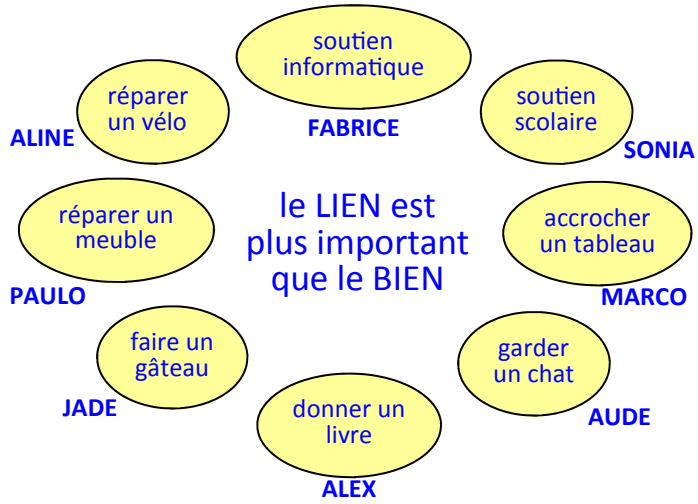 soutien
informatique
FABRICE
réparer
un vélo
ALINE
soutien
scolaire
SONIA
réparer un
meuble
PAULO
le LIEN est
plus important
que le BIEN
accrocher
un tableau
MARCO
faire un
gâteau
JADE
garder
un chat
AUDE
donner un
livre
ALEX